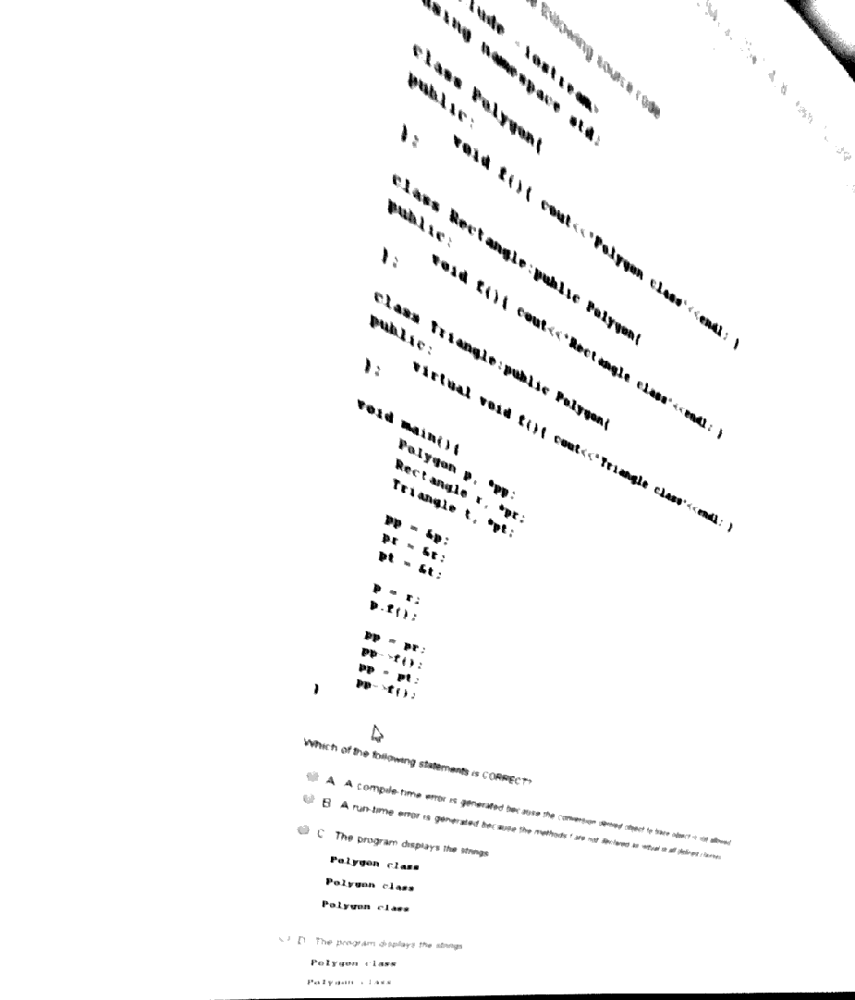 following source code
lude <iostream>
using namespace std;
class Polygon{
public:
void f(){ cout<<"Polygon class"<<endl; }
};
class Rectangle:public Polygon{
public:
void f(){ cout<<"Rectangle class"<<endl; }
};
class Triangle:public Polygon{
public:
virtual void f(){ cout<<"Triangle class"<<endl; }
};
void main(){
Polygon p, *pp;
Rectangle r, *pr;
Triangle t, *pt;
pp = &p;
pr = &r;
pt = &t;
p = r;
p.f();
pp = pr;
pp->f();
pp = pt;
pp->f();
}
Which of the following statements is CORRECT?
A. A compile-time error is generated because the conversion derived object to base object is not allowed
B. A run-time error is generated because the methods f are not declared as virtual in all defined classes
C. The program displays the strings
Polygon class
Polygon class
Polygon class
D. The program displays the strings
Polygon class
Polygon class